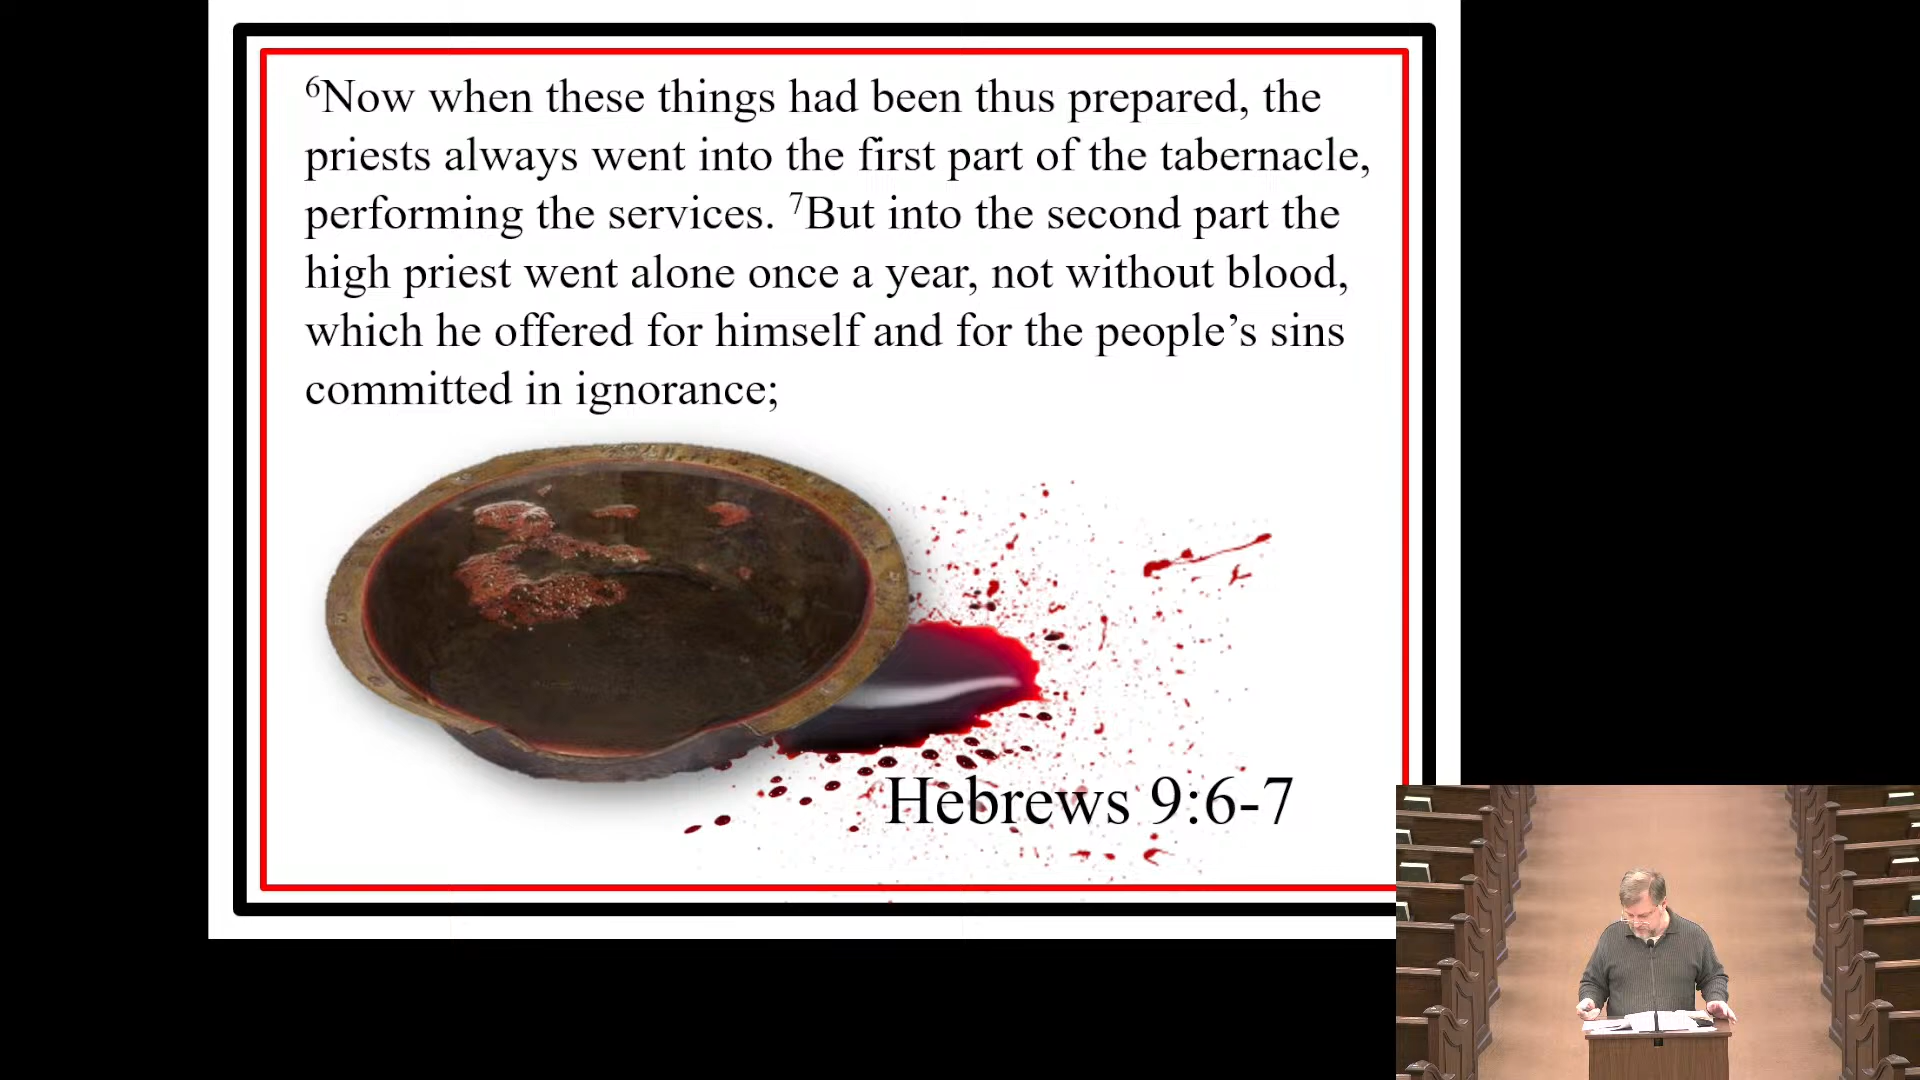 ⁶Now when these things had been thus prepared, the
priests always went into the first part of the tabernacle,
performing the services. ⁷But into the second part the
high priest went alone once a year, not without blood,
which he offered for himself and for the people’s sins
committed in ignorance;
Hebrews 9:6-7